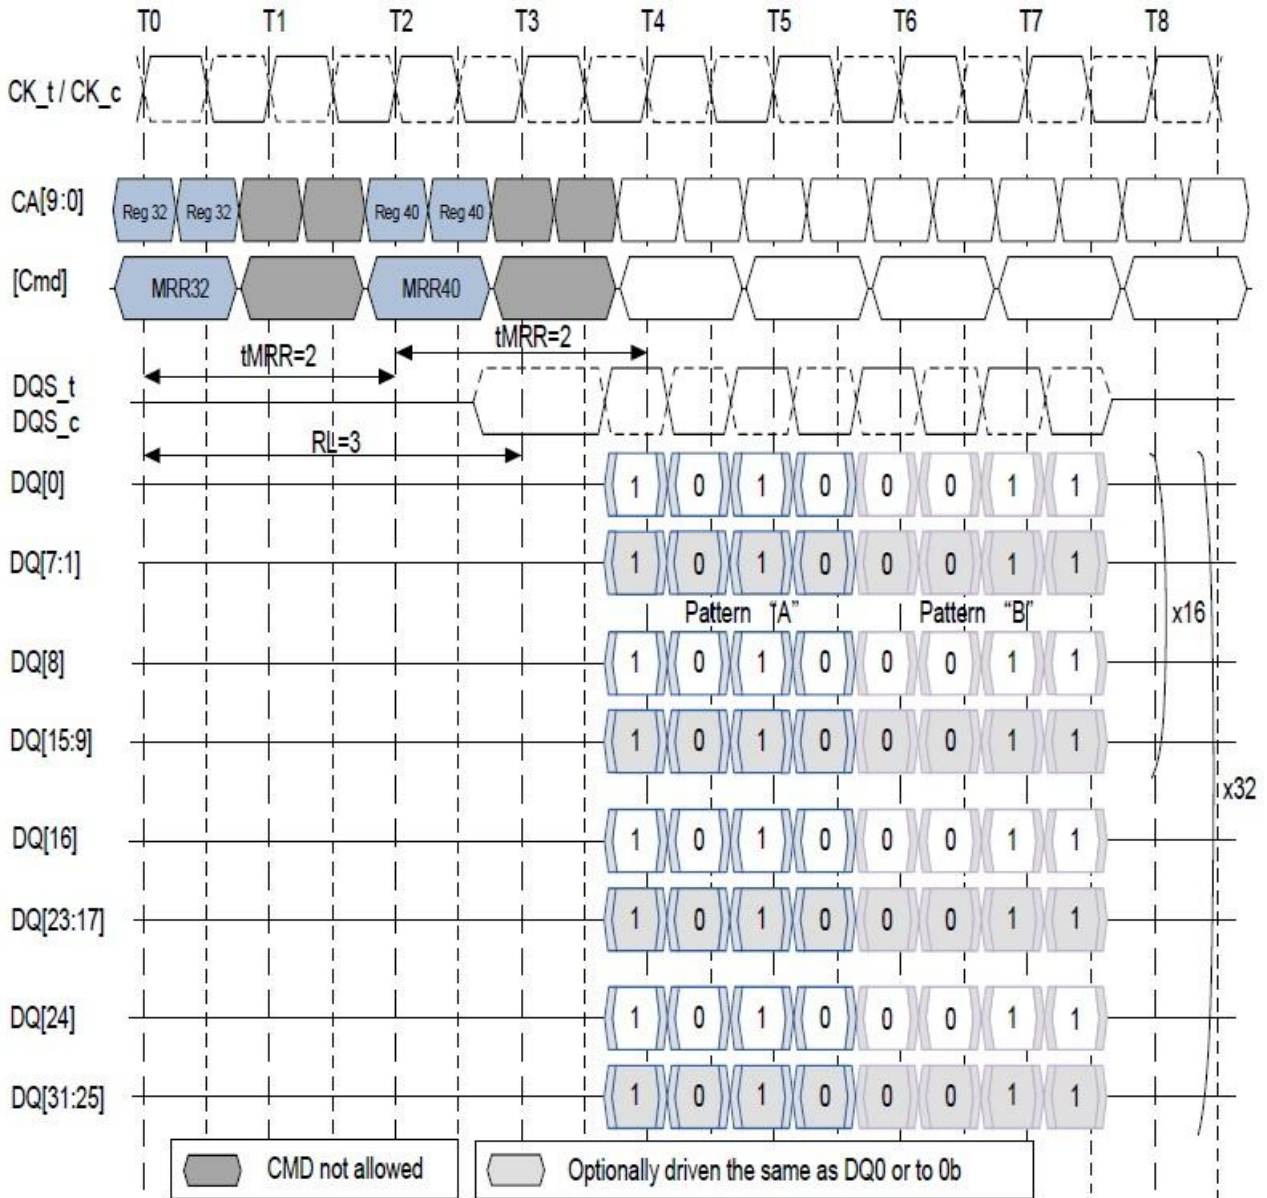 T0 T1 T2 T3 T4 T5 T6 T7 T8
CK_t / CK_c
CA[9:0] Reg 32 Reg 32 Reg 40 Reg 40
[Cmd] MRR32 MRR40
tMRR=2 tMRR=2
DQS_t
DQS_c
RL=3
DQ[0] 1 0 1 0 0 0 1 1
DQ[7:1] 1 0 1 0 0 0 1 1
Pattern “A” Pattern “B” x16
DQ[8] 1 0 1 0 0 0 1 1
DQ[15:9] 1 0 1 0 0 0 1 1
x32
DQ[16] 1 0 1 0 0 0 1 1
DQ[23:17] 1 0 1 0 0 0 1 1
DQ[24] 1 0 1 0 0 0 1 1
DQ[31:25] 1 0 1 0 0 0 1 1
CMD not allowed Optionally driven the same as DQ0 or to 0b